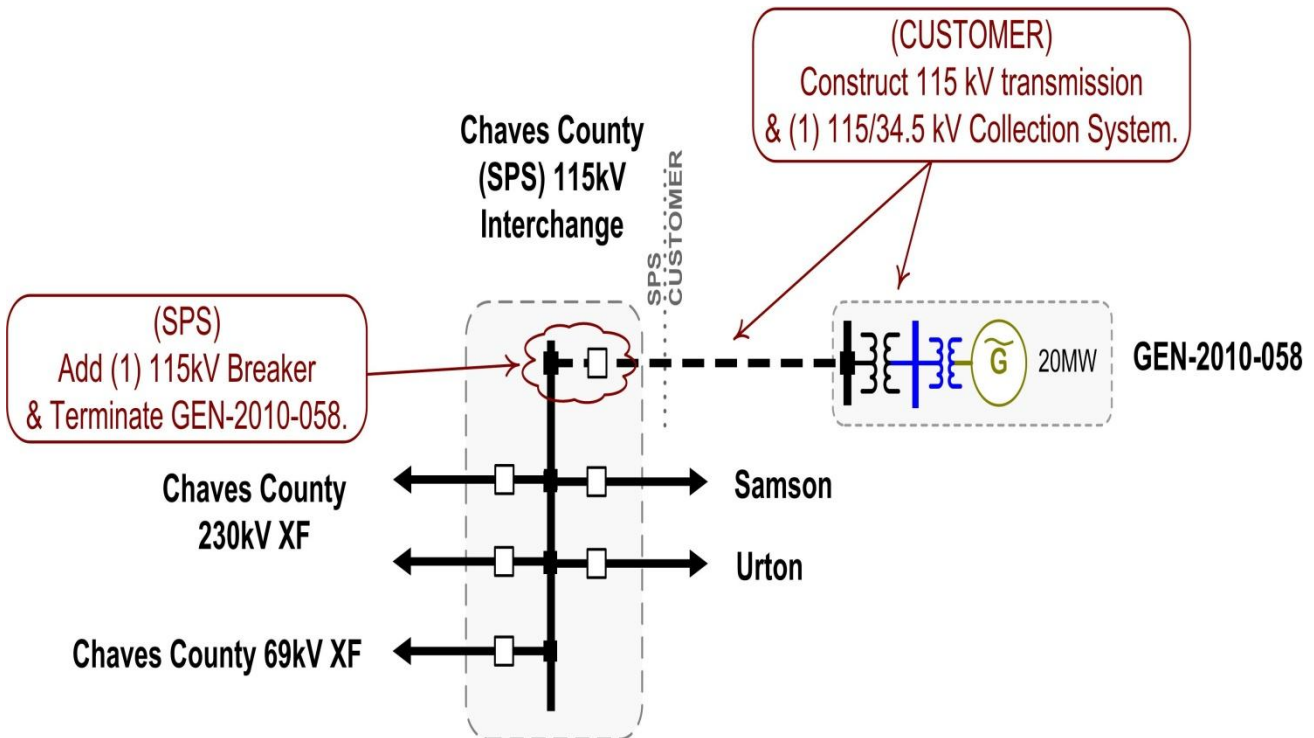 (CUSTOMER)
Construct 115 kV transmission
& (1) 115/34.5 kV Collection System.
Chaves County
(SPS) 115kV
Interchange
SPS
CUSTOMER
(SPS)
Add (1) 115kV Breaker
& Terminate GEN-2010-058.
G
20MW
GEN-2010-058
Chaves County
230kV XF
Samson
Urton
Chaves County 69kV XF